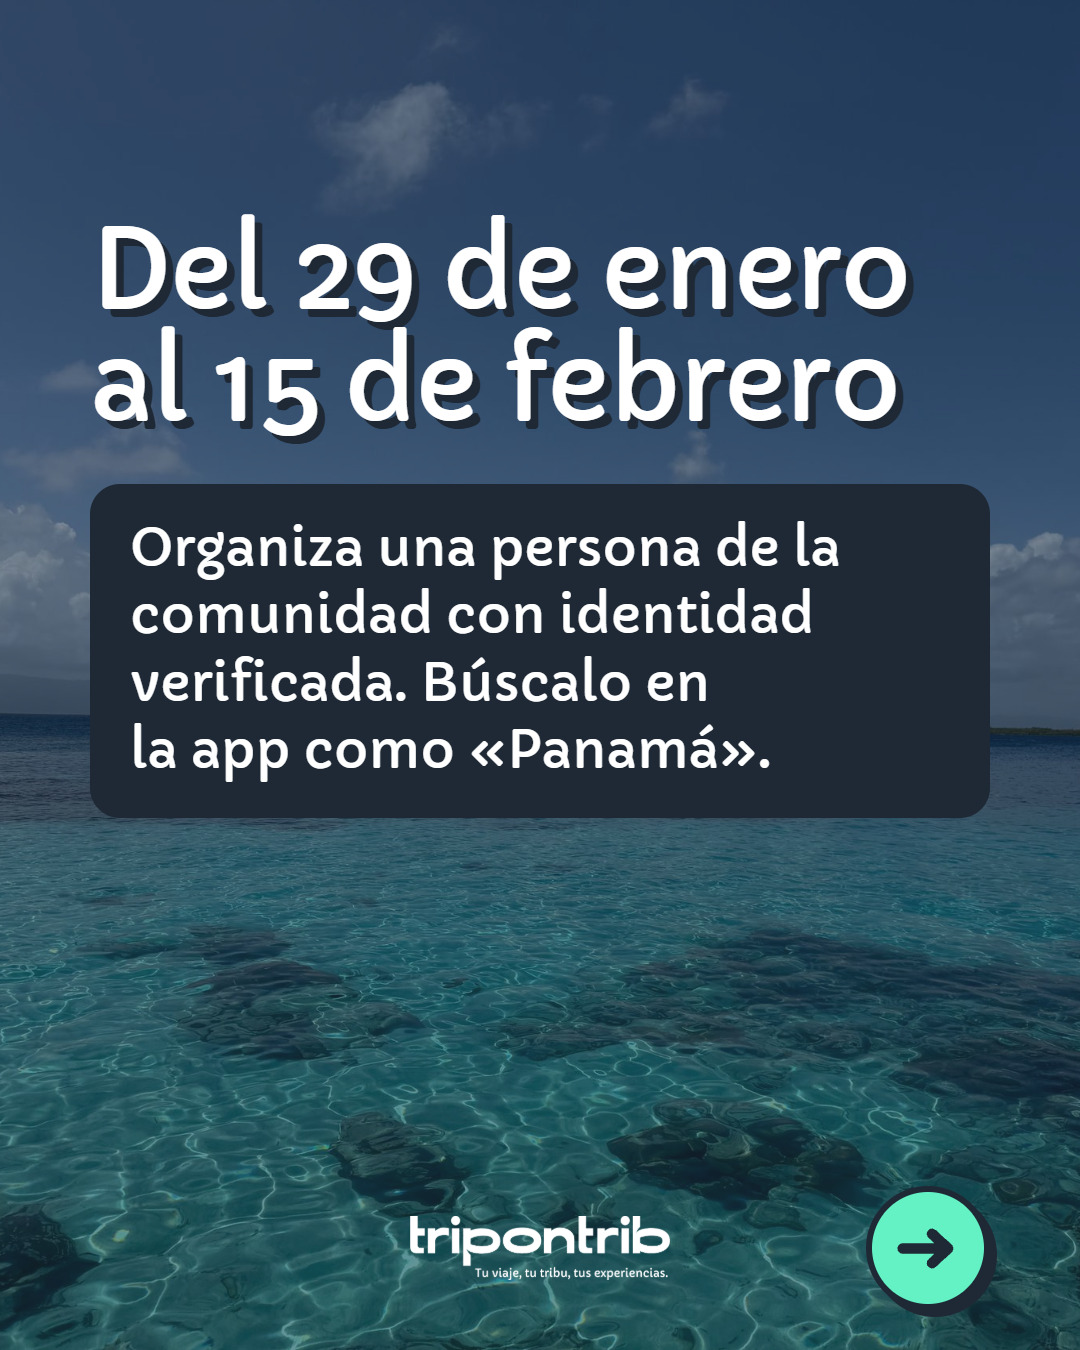 Del 29 de enero
al 15 de febrero
Organiza una persona de la
comunidad con identidad
verificada. Búscalo en
la app como «Panamá».
tripontrib
Tu viaje, tu tribu, tus experiencias.